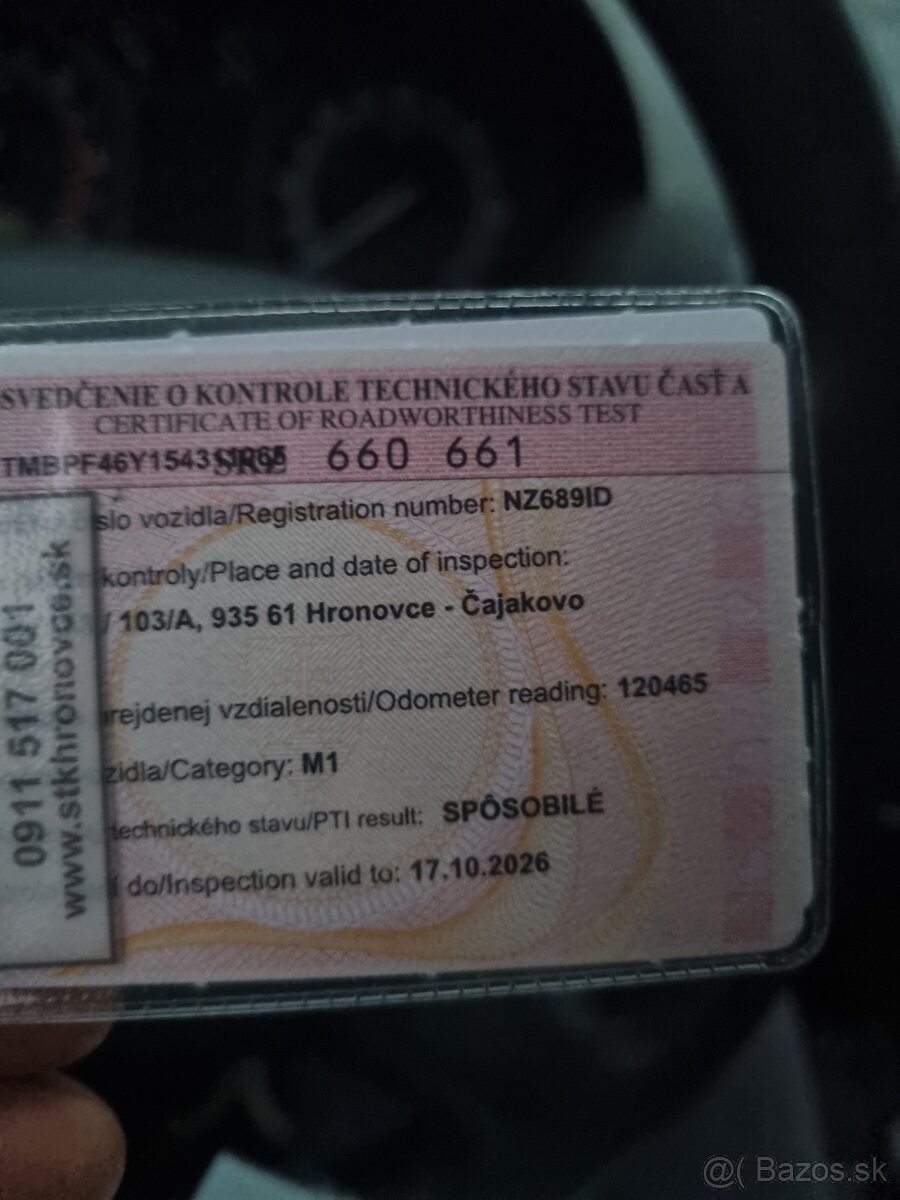 SVEDČENIE O KONTROLE TECHNICKÉHO STAVU ČASŤ A
CERTIFICATE OF ROADWORTHINESS TEST
660 661
slo vozidla/Registration number: NZ689ID
kontroly/Place and date of inspection:
/ 103/A, 935 61 Hronovce - Čajakovo
rejdenej vzdialenosti/Odometer reading: 120465
zidla/Category: M1
technického stavu/PTI result: SPÔSOBILÉ
do/Inspection valid to: 17.10.2026
0911 517 001
www.stkhronovce.sk
@( Bazos.sk